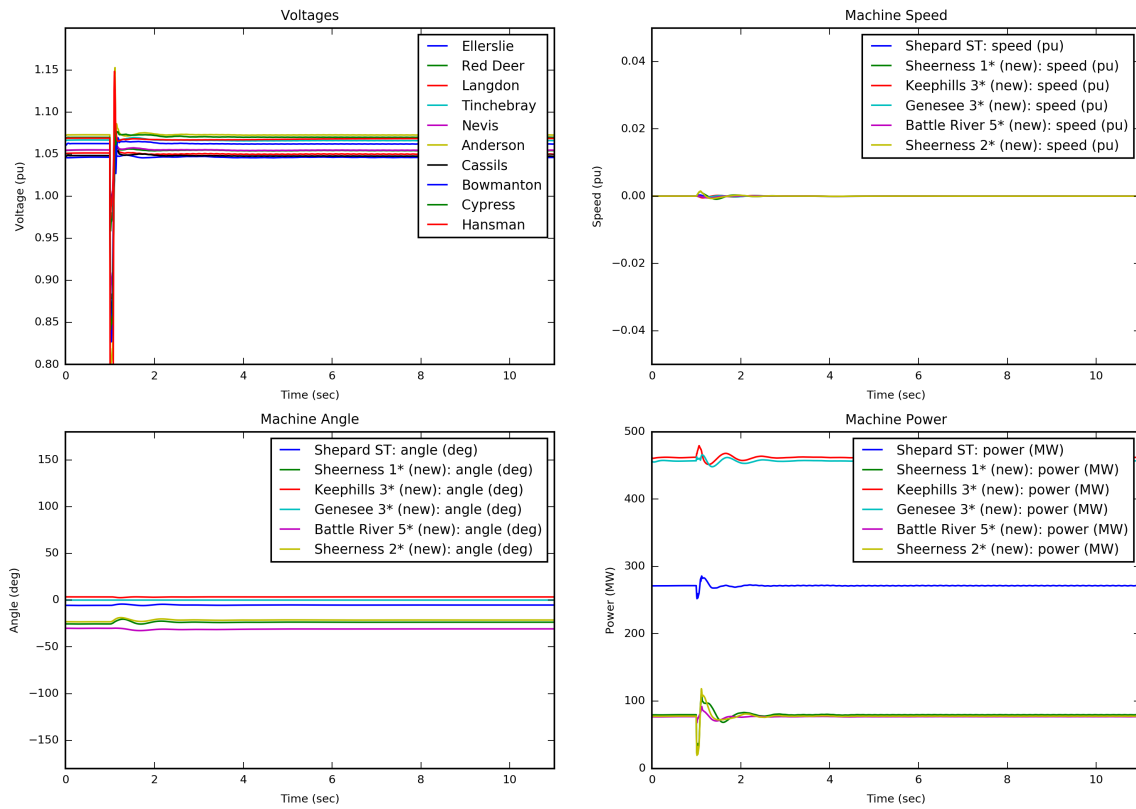 Voltages
1.15
1.10
1.05
1.00
0.95
0.90
0.85
0.80
Voltage (pu)
Ellerslie
Red Deer
Langdon
Tinchebray
Nevis
Anderson
Cassils
Bowmanton
Cypress
Hansman
0 2 4 6 8 10
Time (sec)
Machine Speed
0.04
0.02
0.00
−0.02
−0.04
Speed (pu)
Shepard ST: speed (pu)
Sheerness 1* (new): speed (pu)
Keephills 3* (new): speed (pu)
Genesee 3* (new): speed (pu)
Battle River 5* (new): speed (pu)
Sheerness 2* (new): speed (pu)
0 2 4 6 8 10
Time (sec)
Machine Angle
150
100
50
0
−50
−100
−150
Angle (deg)
Shepard ST: angle (deg)
Sheerness 1* (new): angle (deg)
Keephills 3* (new): angle (deg)
Genesee 3* (new): angle (deg)
Battle River 5* (new): angle (deg)
Sheerness 2* (new): angle (deg)
0 2 4 6 8 10
Time (sec)
Machine Power
500
400
300
200
100
0
Power (MW)
Shepard ST: power (MW)
Sheerness 1* (new): power (MW)
Keephills 3* (new): power (MW)
Genesee 3* (new): power (MW)
Battle River 5* (new): power (MW)
Sheerness 2* (new): power (MW)
0 2 4 6 8 10
Time (sec)